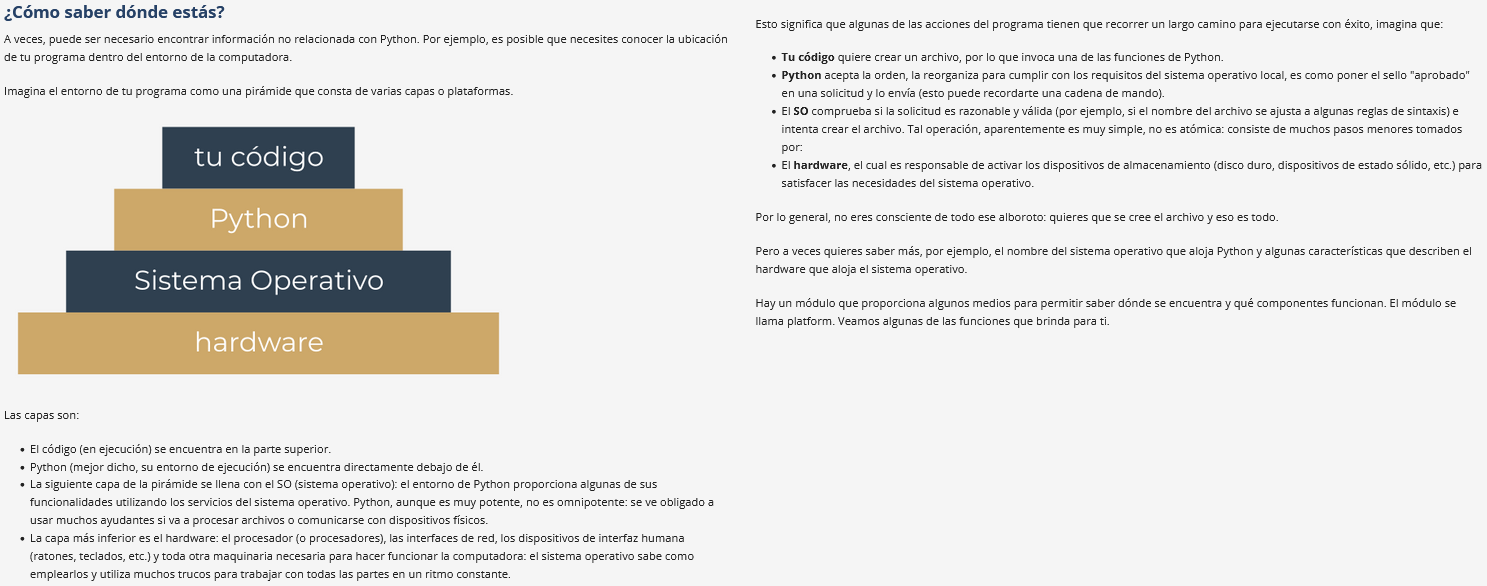 ¿Cómo saber dónde estás?
A veces, puede ser necesario encontrar información no relacionada con Python. Por ejemplo, es posible que necesites conocer la ubicación
de tu programa dentro del entorno de la computadora.
Imagina el entorno de tu programa como una pirámide que consta de varias capas o plataformas.
tu código
Python
Sistema Operativo
hardware
Las capas son:
• El código (en ejecución) se encuentra en la parte superior.
• Python (mejor dicho, su entorno de ejecución) se encuentra directamente debajo de él.
• La siguiente capa de la pirámide se llena con el SO (sistema operativo): el entorno de Python proporciona algunas de sus
funcionalidades utilizando los servicios del sistema operativo. Python, aunque es muy potente, no es omnipotente: se ve obligado a
usar muchos ayudantes si va a procesar archivos o comunicarse con dispositivos físicos.
• La capa más inferior es el hardware: el procesador (o procesadores), las interfaces de red, los dispositivos de interfaz humana
(ratones, teclados, etc.) y toda otra maquinaria necesaria para hacer funcionar la computadora: el sistema operativo sabe como
emplearlos y utiliza muchos trucos para trabajar con todas las partes en un ritmo constante.
Esto significa que algunas de las acciones del programa tienen que recorrer un largo camino para ejecutarse con éxito, imagina que:
• Tu código quiere crear un archivo, por lo que invoca una de las funciones de Python.
• Python acepta la orden, la reorganiza para cumplir con los requisitos del sistema operativo local, es como poner el sello "aprobado"
en una solicitud y lo envía (esto puede recordarte una cadena de mando).
• El SO comprueba si la solicitud es razonable y válida (por ejemplo, si el nombre del archivo se ajusta a algunas reglas de sintaxis) e
intenta crear el archivo. Tal operación, aparentemente es muy simple, no es atómica: consiste de muchos pasos menores tomados
por:
• El hardware, el cual es responsable de activar los dispositivos de almacenamiento (disco duro, dispositivos de estado sólido, etc.) para
satisfacer las necesidades del sistema operativo.
Por lo general, no eres consciente de todo ese alboroto: quieres que se cree el archivo y eso es todo.
Pero a veces quieres saber más, por ejemplo, el nombre del sistema operativo que aloja Python y algunas características que describen el
hardware que aloja el sistema operativo.
Hay un módulo que proporciona algunos medios para permitir saber dónde se encuentra y qué componentes funcionan. El módulo se
llama platform. Veamos algunas de las funciones que brinda para ti.